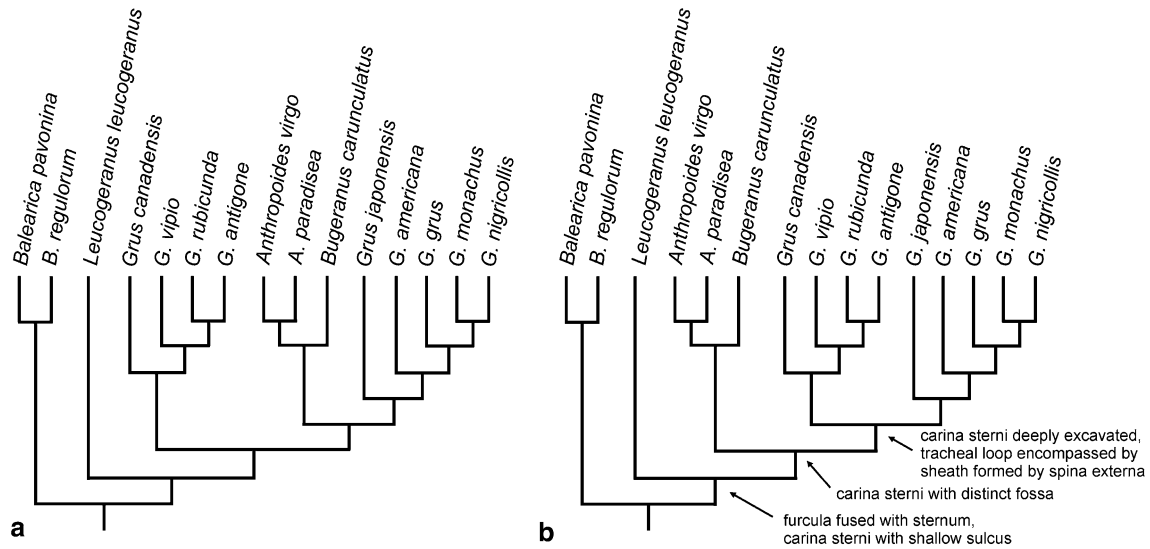 Balearica pavonina
B. regulorum
Leucogeranus leucogeranus
Grus canadensis
G. vipio
G. rubicunda
G. antigone
Anthropoides virgo
A. paradisea
Bugeranus carunculatus
Grus japonensis
G. americana
G. grus
G. monachus
G. nigricollis
a
Balearica pavonina
B. regulorum
Leucogeranus leucogeranus
Anthropoides virgo
A. paradisea
Bugeranus carunculatus
Grus canadensis
G. vipio
G. rubicunda
G. antigone
G. japonensis
G. americana
G. grus
G. monachus
G. nigricollis
carina sterni deeply excavated,
tracheal loop encompassed by
sheath formed by spina externa
carina sterni with distinct fossa
furcula fused with sternum,
carina sterni with shallow sulcus
b